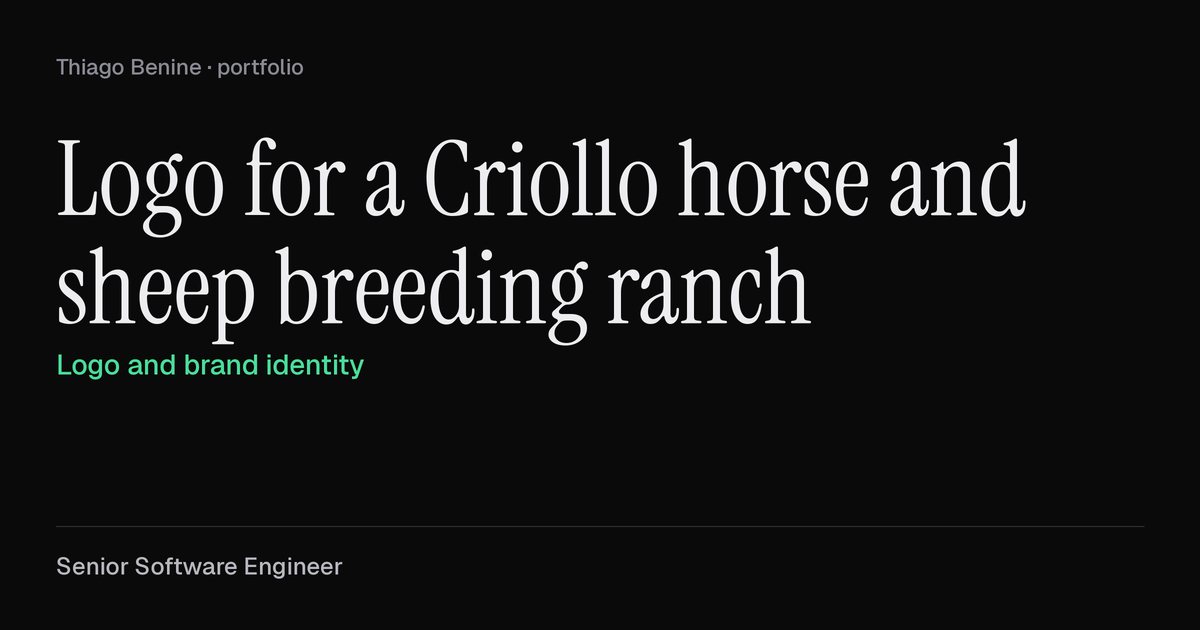 Thiago Benine · portfolio
Logo for a Criollo horse and
sheep breeding ranch
Logo and brand identity
Senior Software Engineer